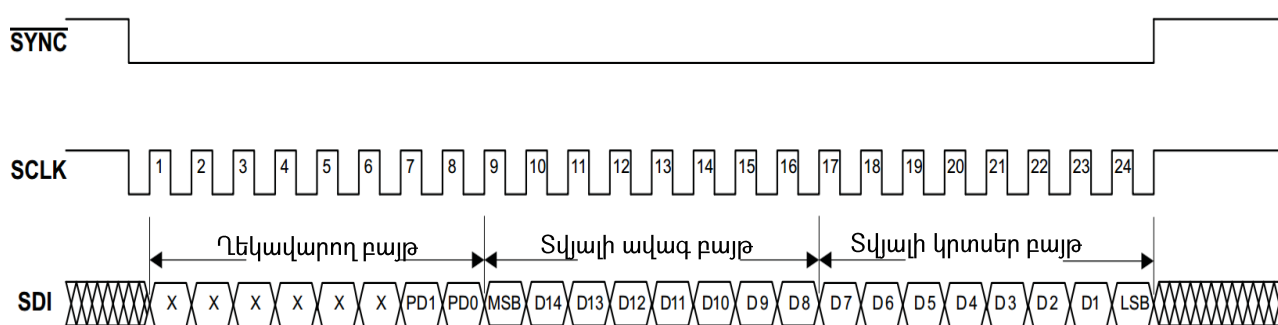 SYNC
SCLK 1 2 3 4 5 6 7 8 9 10 11 12 13 14 15 16 17 18 19 20 21 22 23 24
Ղեկավարող բայթ Տվյալի ավագ բայթ Տվյալի կրտսեր բայթ
SDI X X X X X X PD1 PD0 MSB D14 D13 D12 D11 D10 D9 D8 D7 D6 D5 D4 D3 D2 D1 LSB